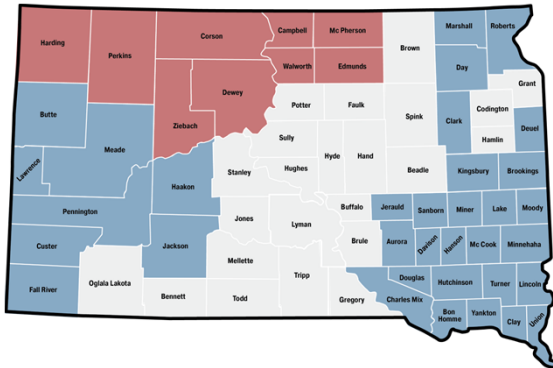 Harding
Perkins
Corson
Campbell
Mc Pherson
Brown
Marshall
Roberts
Walworth
Edmunds
Day
Dewey
Ziebach
Grant
Butte
Potter
Faulk
Codington
Meade
Spink
Clark
Deuel
Sully
Hamlin
Lawrence
Hyde
Hand
Stanley
Hughes
Haakon
Beadle
Kingsbury
Brookings
Pennington
Jones
Lyman
Buffalo
Jerauld
Sanborn
Miner
Lake
Moody
Custer
Jackson
Brule
Aurora
Davison
Hanson
Mc Cook
Minnehaha
Mellette
Fall River
Oglala Lakota
Tripp
Douglas
Hutchinson
Turner
Lincoln
Bennett
Todd
Gregory
Charles Mix
Bon
Homme
Yankton
Clay
Union